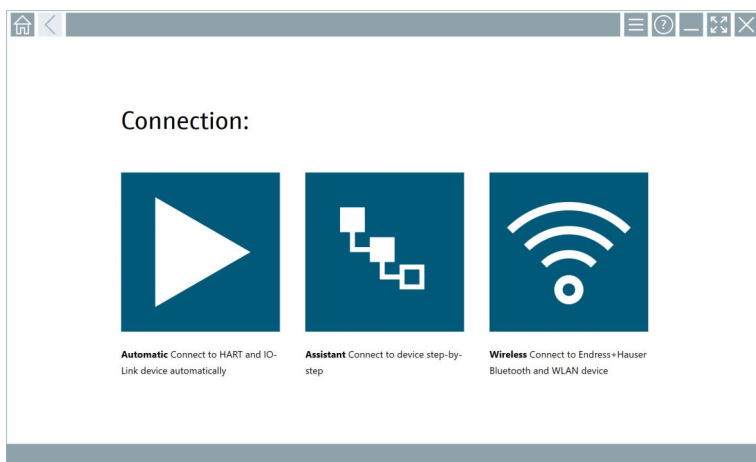 ?
Connection:
Automatic Connect to HART and IO-
Link device automatically
Assistant Connect to device step-by-
step
Wireless Connect to Endress+Hauser
Bluetooth and WLAN device